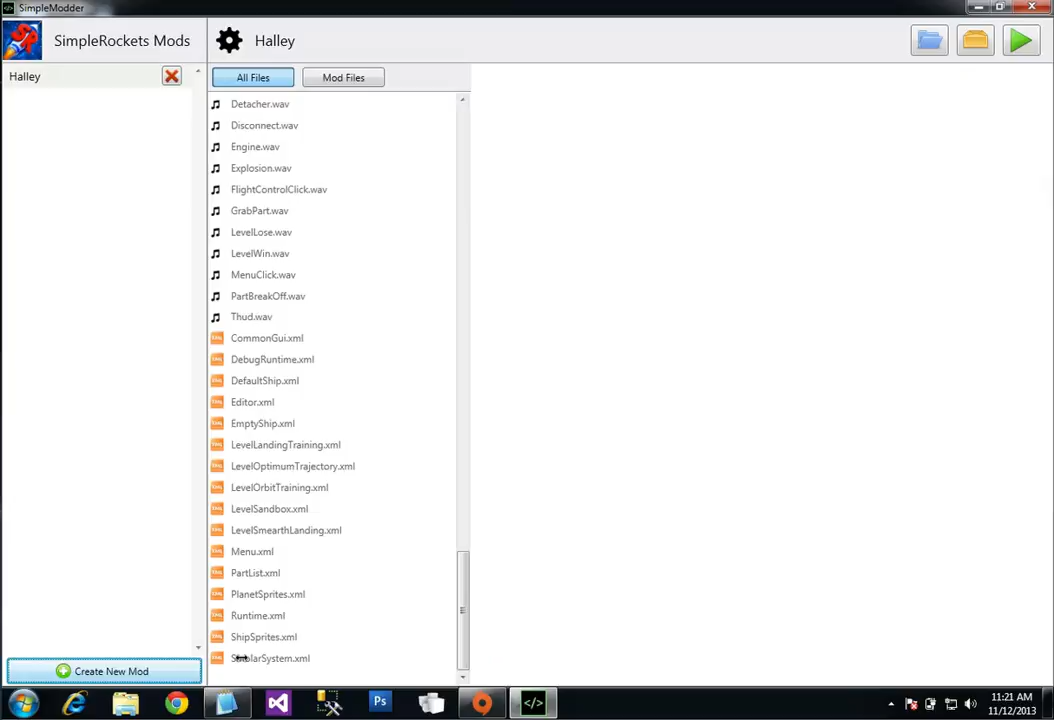 SimpleModder
SimpleRockets Mods
Halley
Halley
All Files
Mod Files
Detacher.wav
Disconnect.wav
Engine.wav
Explosion.wav
FlightControlClick.wav
GrabPart.wav
LevelLose.wav
LevelWin.wav
MenuClick.wav
PartBreakOff.wav
Thud.wav
CommonGui.xml
DebugRuntime.xml
DefaultShip.xml
Editor.xml
EmptyShip.xml
LevelLandingTraining.xml
LevelOptimumTrajectory.xml
LevelOrbitTraining.xml
LevelSandbox.xml
LevelSmearthLanding.xml
Menu.xml
PartList.xml
PlanetSprites.xml
Runtime.xml
ShipSprites.xml
Create New Mod
Ps
11:21 AM
11/12/2013